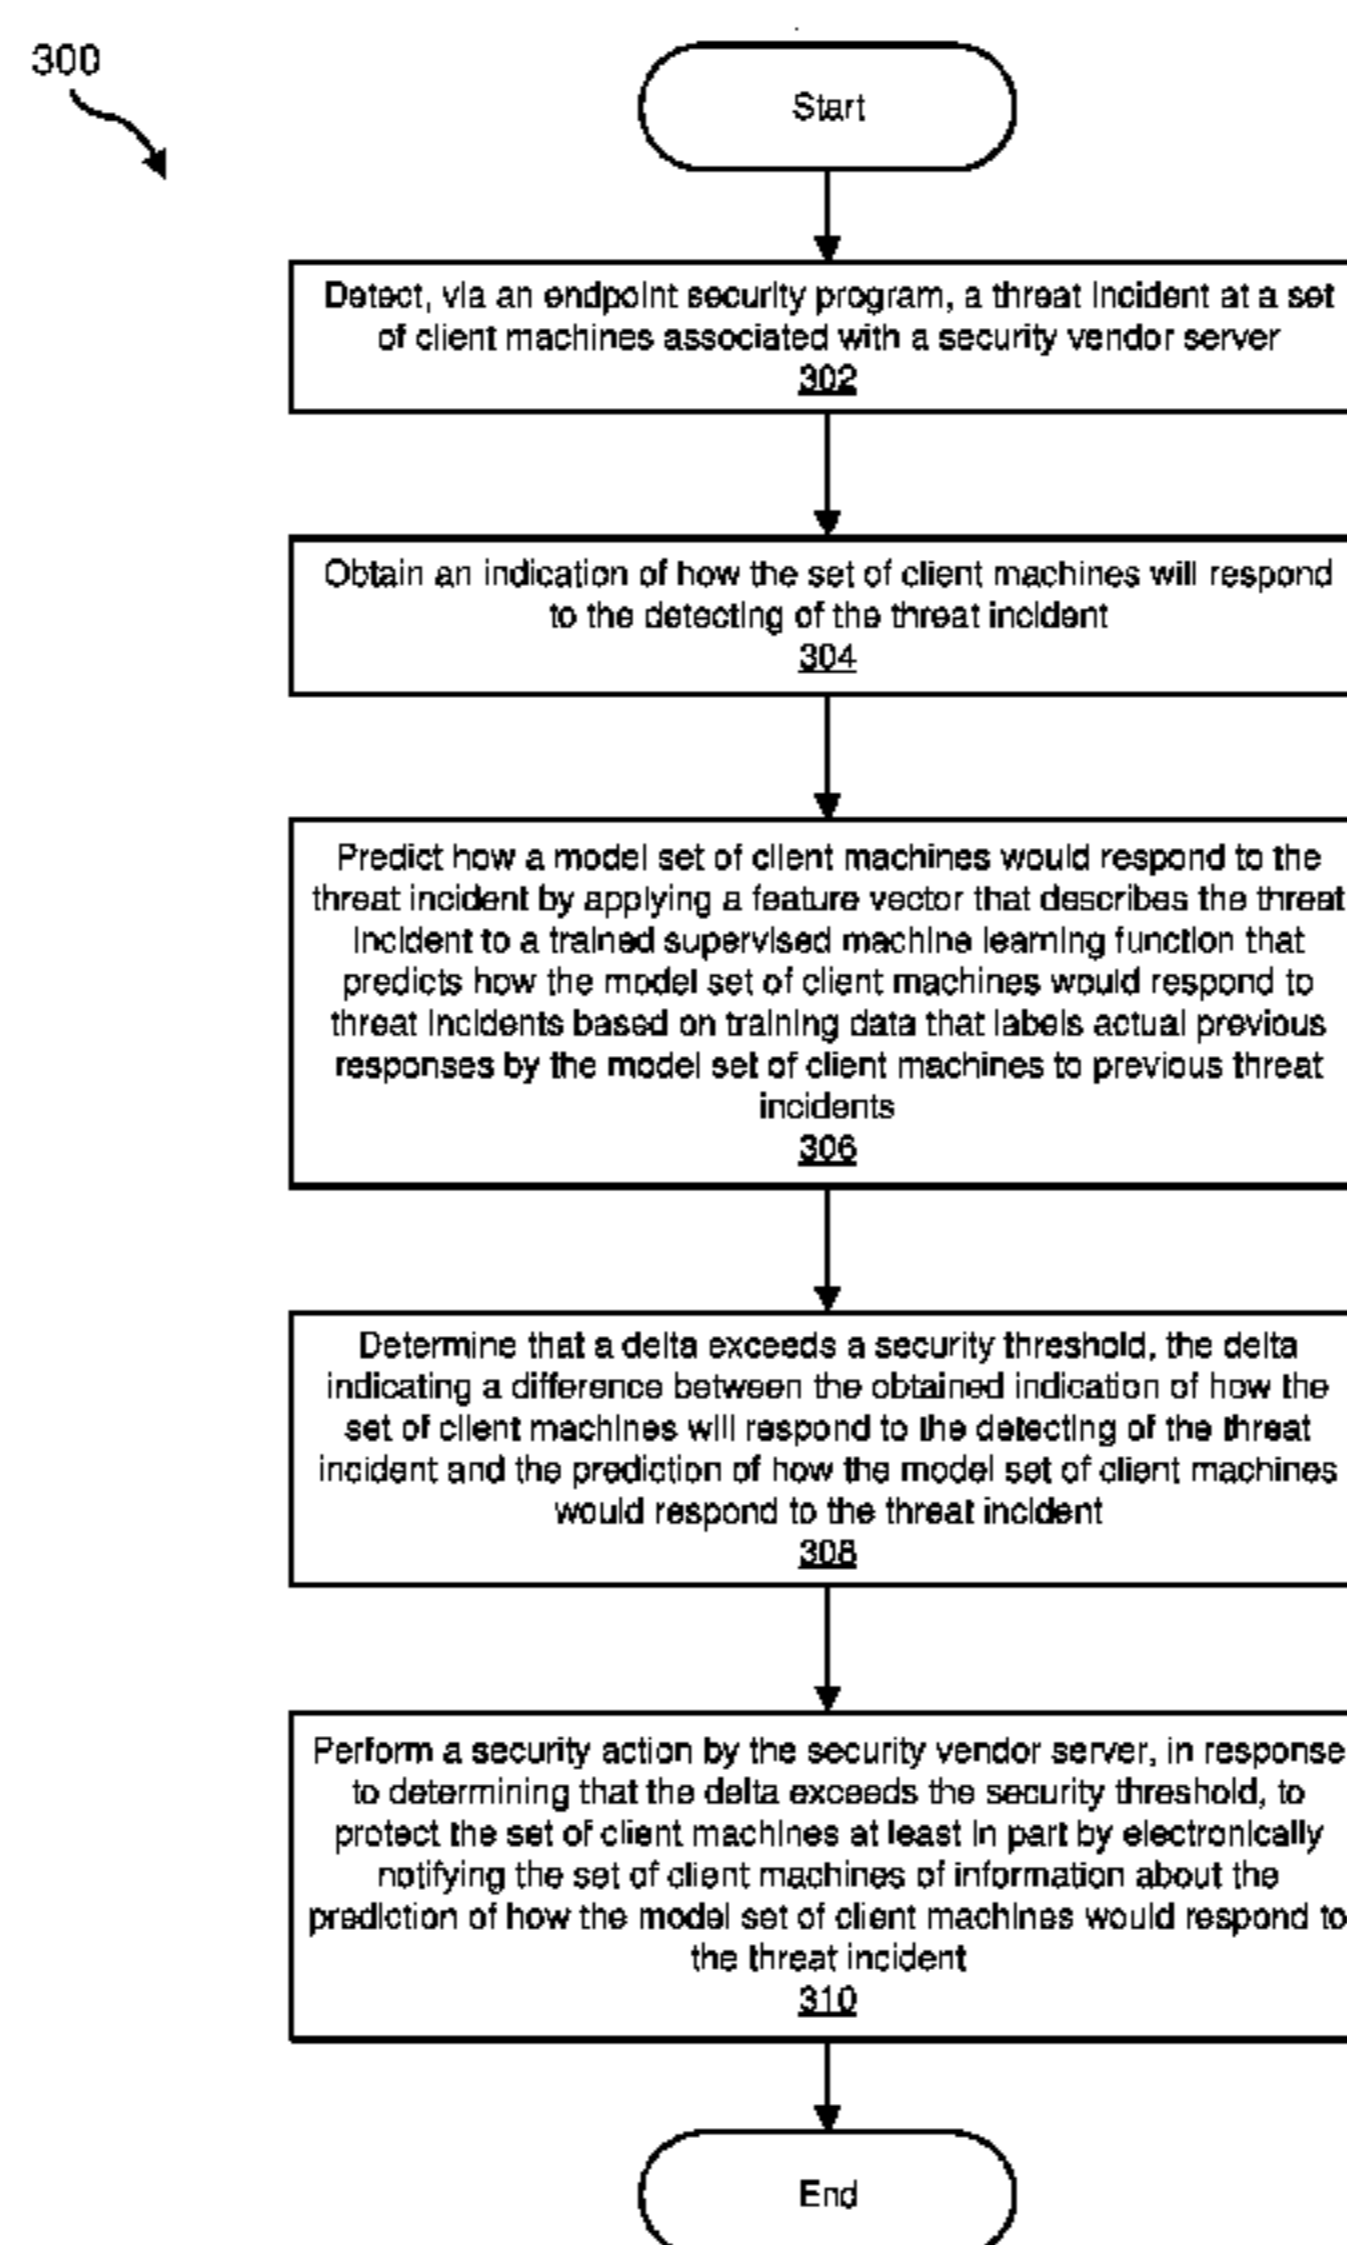 300
Start
Detect, via an endpoint security program, a threat incident at a set
of client machines associated with a security vendor server
302
Obtain an indication of how the set of client machines will respond
to the detecting of the threat incident
304
Predict how a model set of client machines would respond to the
threat incident by applying a feature vector that describes the threat
incident to a trained supervised machine learning function that
predicts how the model set of client machines would respond to
threat incidents based on training data that labels actual previous
responses by the model set of client machines to previous threat
incidents
306
Determine that a delta exceeds a security threshold, the delta
indicating a difference between the obtained indication of how the
set of client machines will respond to the detecting of the threat
incident and the prediction of how the model set of client machines
would respond to the threat incident
308
Perform a security action by the security vendor server, in response
to determining that the delta exceeds the security threshold, to
protect the set of client machines at least in part by electronically
notifying the set of client machines of information about the
prediction of how the model set of client machines would respond to
the threat incident
310
End